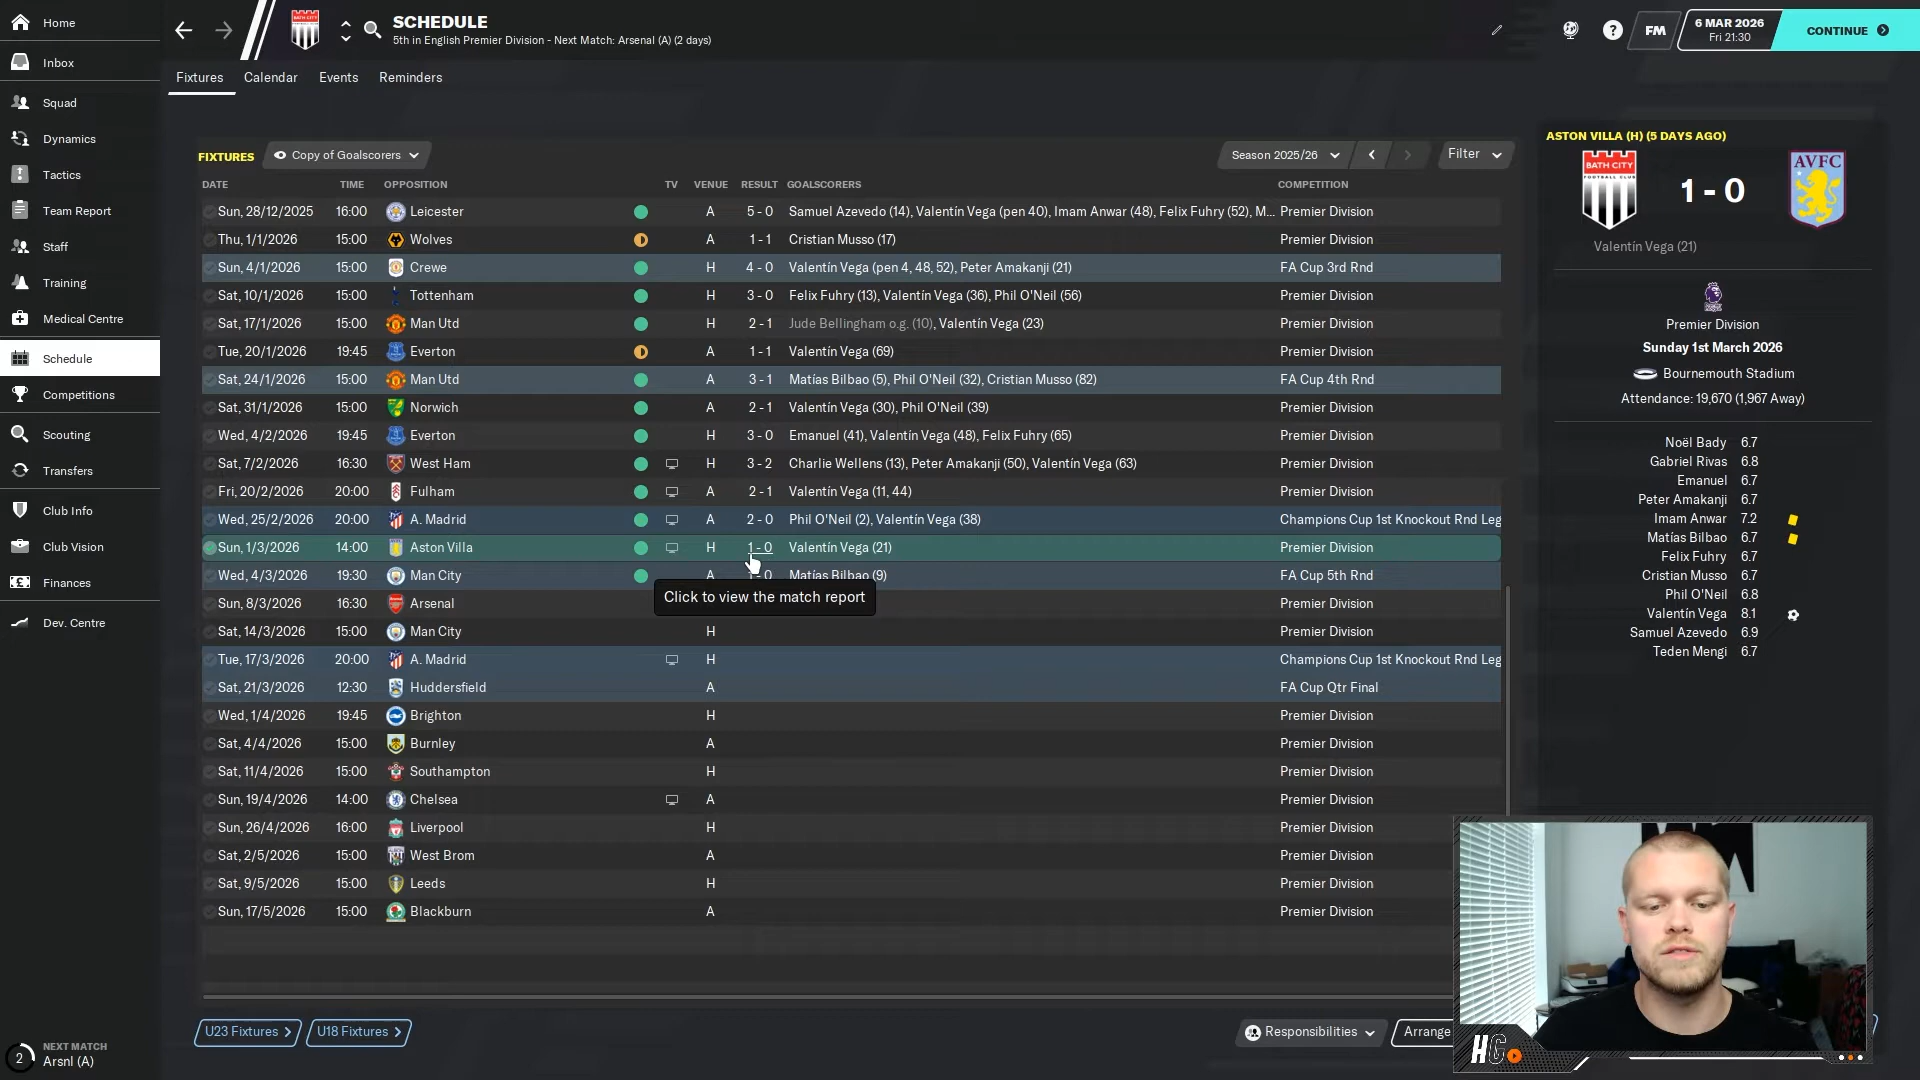 Home
Inbox
Squad
Dynamics
Tactics
Team Report
Staff
Training
Medical Centre
Schedule
Competitions
Scouting
Transfers
Club Info
Club Vision
Finances
Dev. Centre
2 NEXT MATCH
Arsnl (A)
BATH CITY
SCHEDULE
5th in English Premier Division - Next Match: Arsenal (A) (2 days)
? FM
6 MAR 2026
Fri 21:30
CONTINUE
Fixtures Calendar Events Reminders
FIXTURES Copy of Goalscorers Season 2025/26 Filter
DATE TIME OPPOSITION TV VENUE RESULT GOALSCORERS COMPETITION
Sun, 28/12/2025 16:00 Leicester A 5 - 0 Samuel Azevedo (14), Valentín Vega (pen 40), Imam Anwar (48), Felix Fuhry (52), M... Premier Division
Thu, 1/1/2026 15:00 Wolves A 1 - 1 Cristian Musso (17) Premier Division
Sun, 4/1/2026 15:00 Crewe H 4 - 0 Valentín Vega (pen 4, 48, 52), Peter Amakanji (21) FA Cup 3rd Rnd
Sat, 10/1/2026 15:00 Tottenham H 3 - 0 Felix Fuhry (13), Valentín Vega (36), Phil O'Neil (56) Premier Division
Sat, 17/1/2026 15:00 Man Utd H 2 - 1 Jude Bellingham o.g. (10), Valentín Vega (23) Premier Division
Tue, 20/1/2026 19:45 Everton A 1 - 1 Valentín Vega (69) Premier Division
Sat, 24/1/2026 15:00 Man Utd A 3 - 1 Matías Bilbao (5), Phil O'Neil (32), Cristian Musso (82) FA Cup 4th Rnd
Sat, 31/1/2026 15:00 Norwich A 2 - 1 Valentín Vega (30), Phil O'Neil (39) Premier Division
Wed, 4/2/2026 19:45 Everton H 3 - 0 Emanuel (41), Valentín Vega (48), Felix Fuhry (65) Premier Division
Sat, 7/2/2026 16:30 West Ham H 3 - 2 Charlie Wellens (13), Peter Amakanji (50), Valentín Vega (63) Premier Division
Fri, 20/2/2026 20:00 Fulham A 2 - 1 Valentín Vega (11, 44) Premier Division
Wed, 25/2/2026 20:00 A. Madrid A 2 - 0 Phil O'Neil (2), Valentín Vega (38) Champions Cup 1st Knockout Rnd Leg
Sun, 1/3/2026 14:00 Aston Villa H 1 - 0 Valentín Vega (21) Premier Division
Wed, 4/3/2026 19:30 Man City A - 0 Matías Bilbao (9) FA Cup 5th Rnd
Click to view the match report
Sun, 8/3/2026 16:30 Arsenal Premier Division
Sat, 14/3/2026 15:00 Man City H Premier Division
Tue, 17/3/2026 20:00 A. Madrid H Champions Cup 1st Knockout Rnd Leg
Sat, 21/3/2026 12:30 Huddersfield A FA Cup Qtr Final
Wed, 1/4/2026 19:45 Brighton H Premier Division
Sat, 4/4/2026 15:00 Burnley A Premier Division
Sat, 11/4/2026 15:00 Southampton H Premier Division
Sun, 19/4/2026 14:00 Chelsea A Premier Division
Sun, 26/4/2026 16:00 Liverpool H Premier Division
Sat, 2/5/2026 15:00 West Brom A Premier Division
Sat, 9/5/2026 15:00 Leeds H Premier Division
Sun, 17/5/2026 15:00 Blackburn A Premier Division
U23 Fixtures U18 Fixtures Responsibilities Arrange
ASTON VILLA (H) (5 DAYS AGO)
BATH CITY
FOOTBALL CLUB
1 - 0
AVFC
Valentín Vega (21)
Premier Division
Sunday 1st March 2026
Bournemouth Stadium
Attendance: 19,670 (1,967 Away)
Noël Bady 6.7
Gabriel Rivas 6.8
Emanuel 6.7
Peter Amakanji 6.7
Imam Anwar 7.2
Matías Bilbao 6.7
Felix Fuhry 6.7
Cristian Musso 6.7
Phil O'Neil 6.8
Valentín Vega 8.1
Samuel Azevedo 6.9
Teden Mengi 6.7
HG